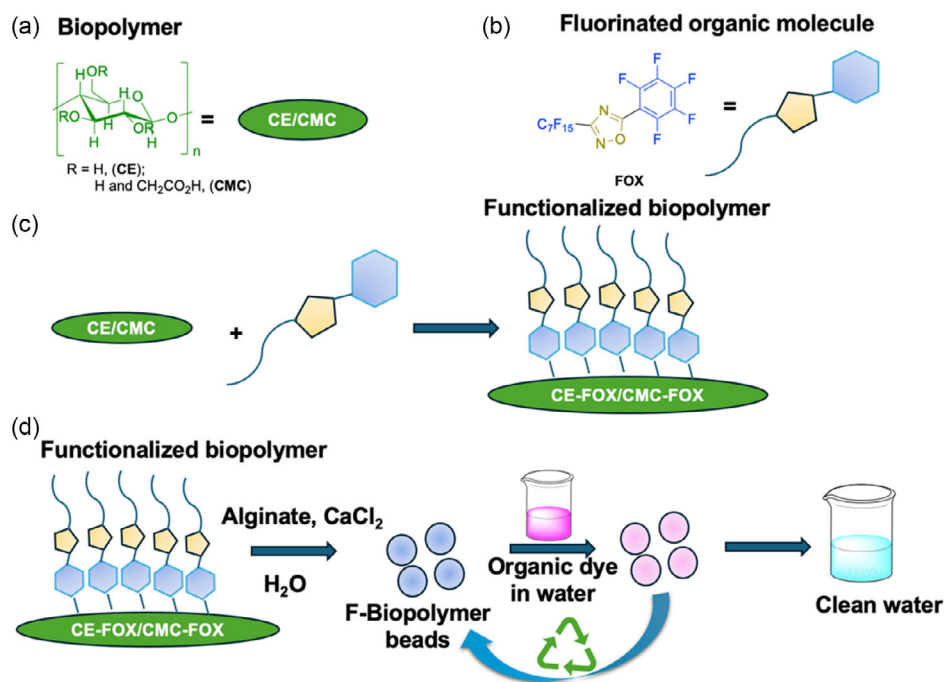 (a) Biopolymer
OR
H
H
O
RO
H
O
OR
H
H
n
= CE/CMC
R = H, (CE);
H and CH₂CO₂H, (CMC)
(b) Fluorinated organic molecule
F
F
F
F
F
C₇F₁₅
N
N
O
=
FOX
(c)
Functionalized biopolymer
CE/CMC
+
CE-FOX/CMC-FOX
(d)
Functionalized biopolymer
CE-FOX/CMC-FOX
Alginate, CaCl₂
H₂O
F-Biopolymer
beads
Organic dye
in water
Clean water